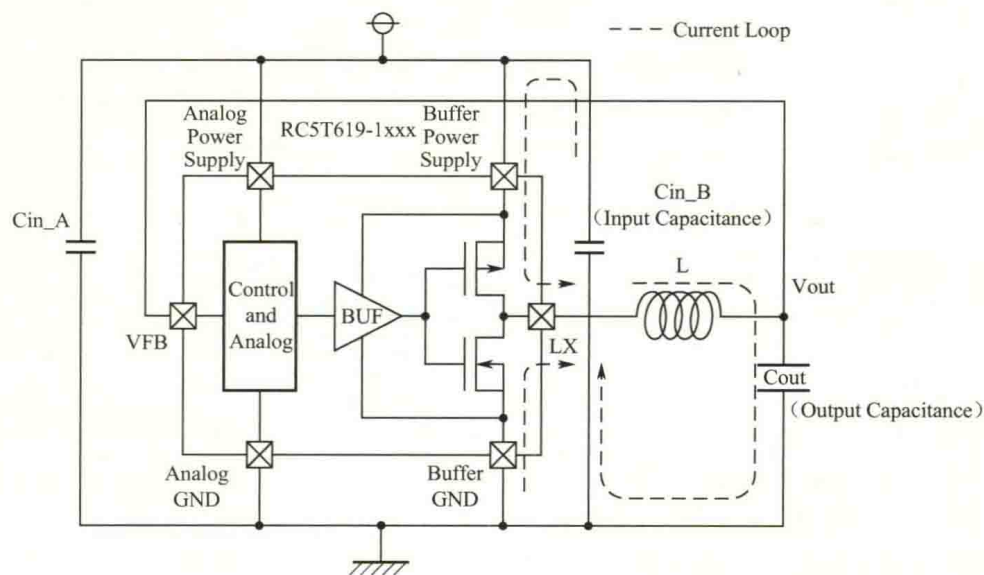 Current Loop
Analog
Power
Supply
RC5T619-1xxx
Buffer
Power
Supply
Cin_A
Cin_B
（Input Capacitance）
Control
and
Analog
BUF
L
Vout
VFB
LX
Cout
（Output Capacitance）
Analog
GND
Buffer
GND